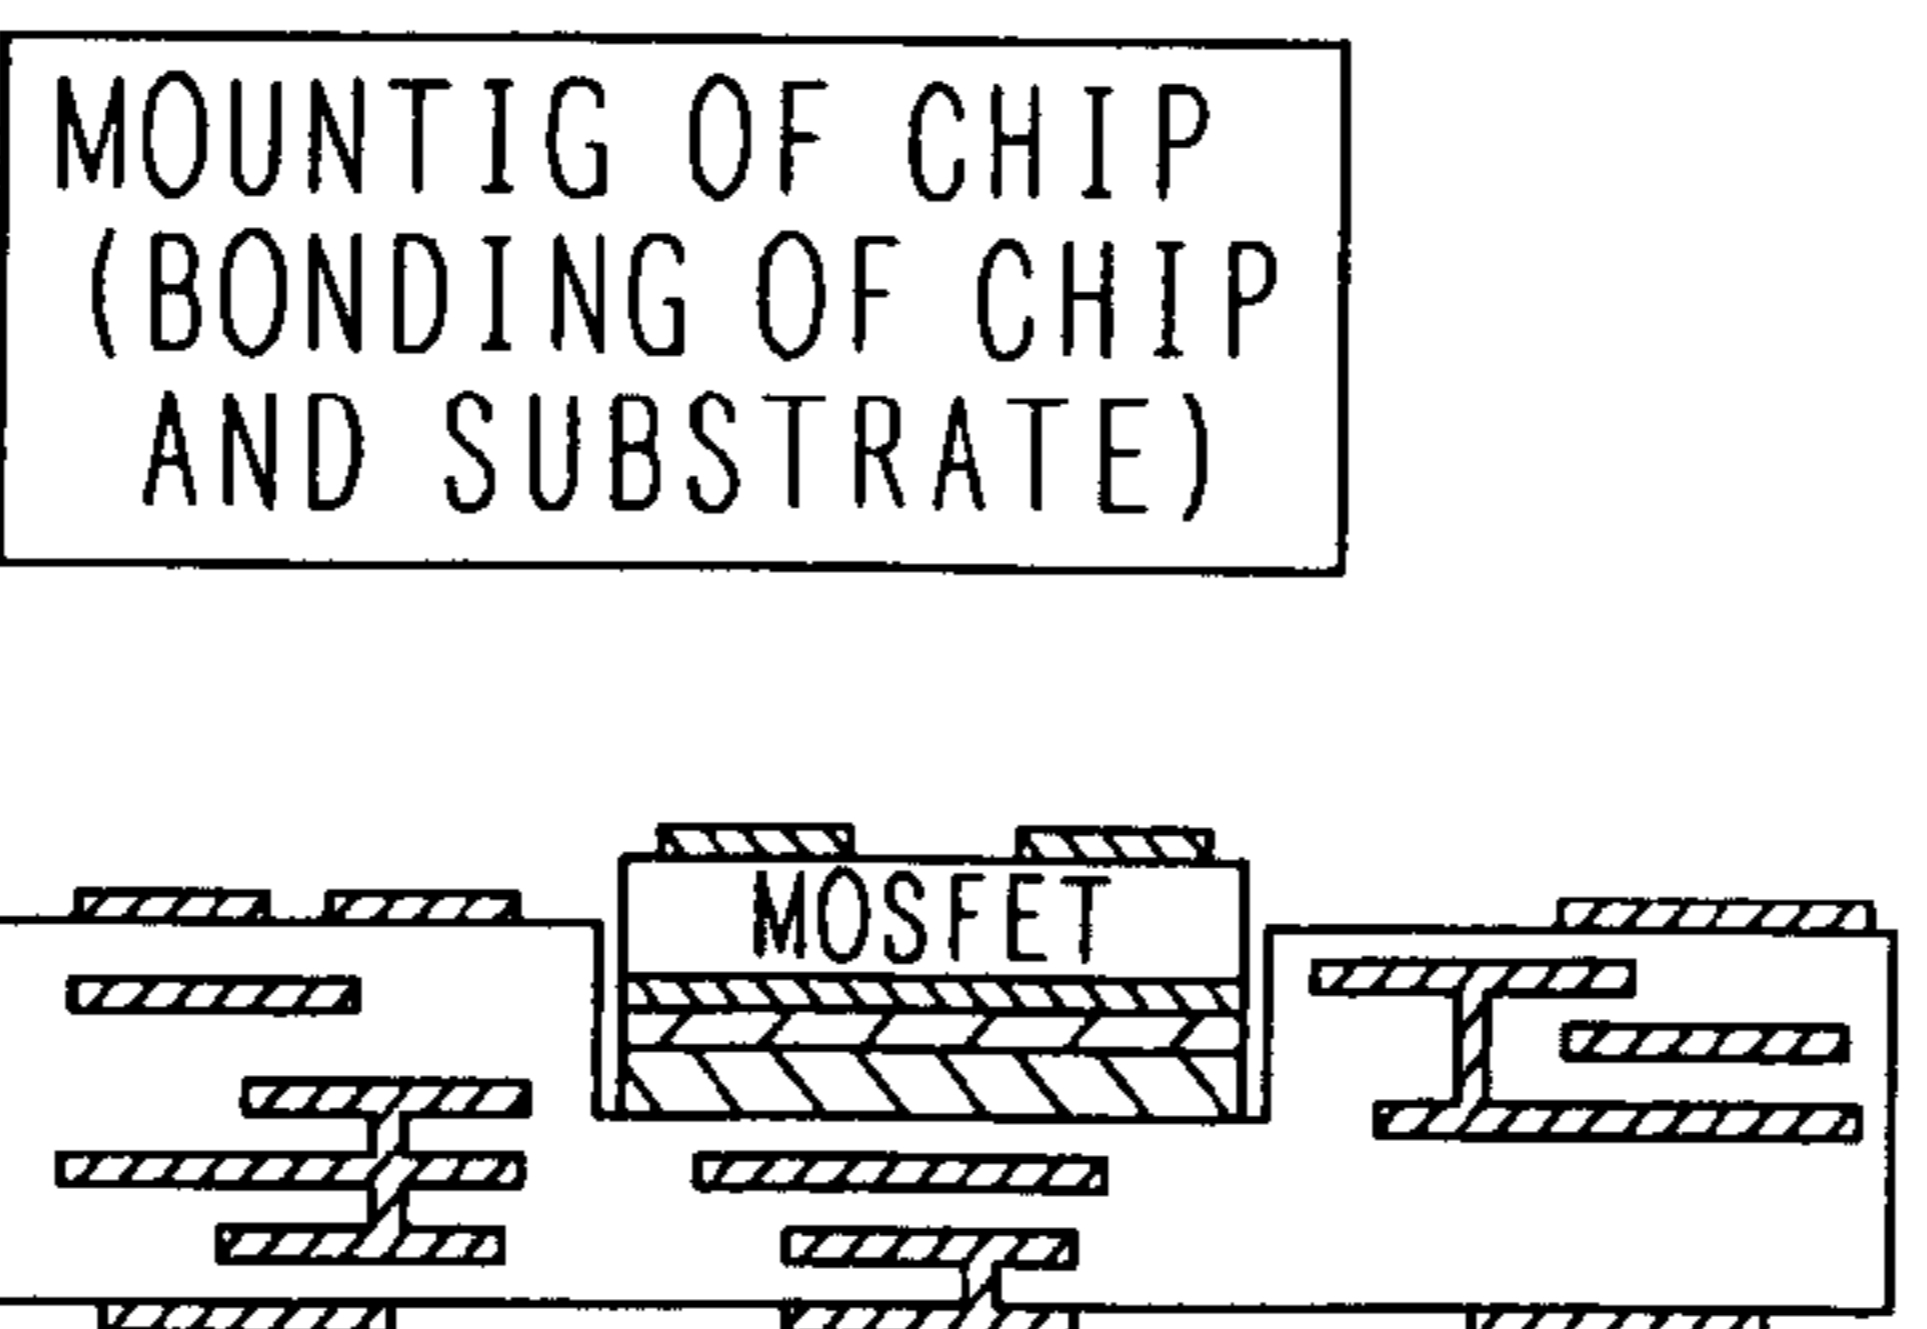 MOUNTIG OF CHIP
(BONDING OF CHIP
AND SUBSTRATE)
MOSFET